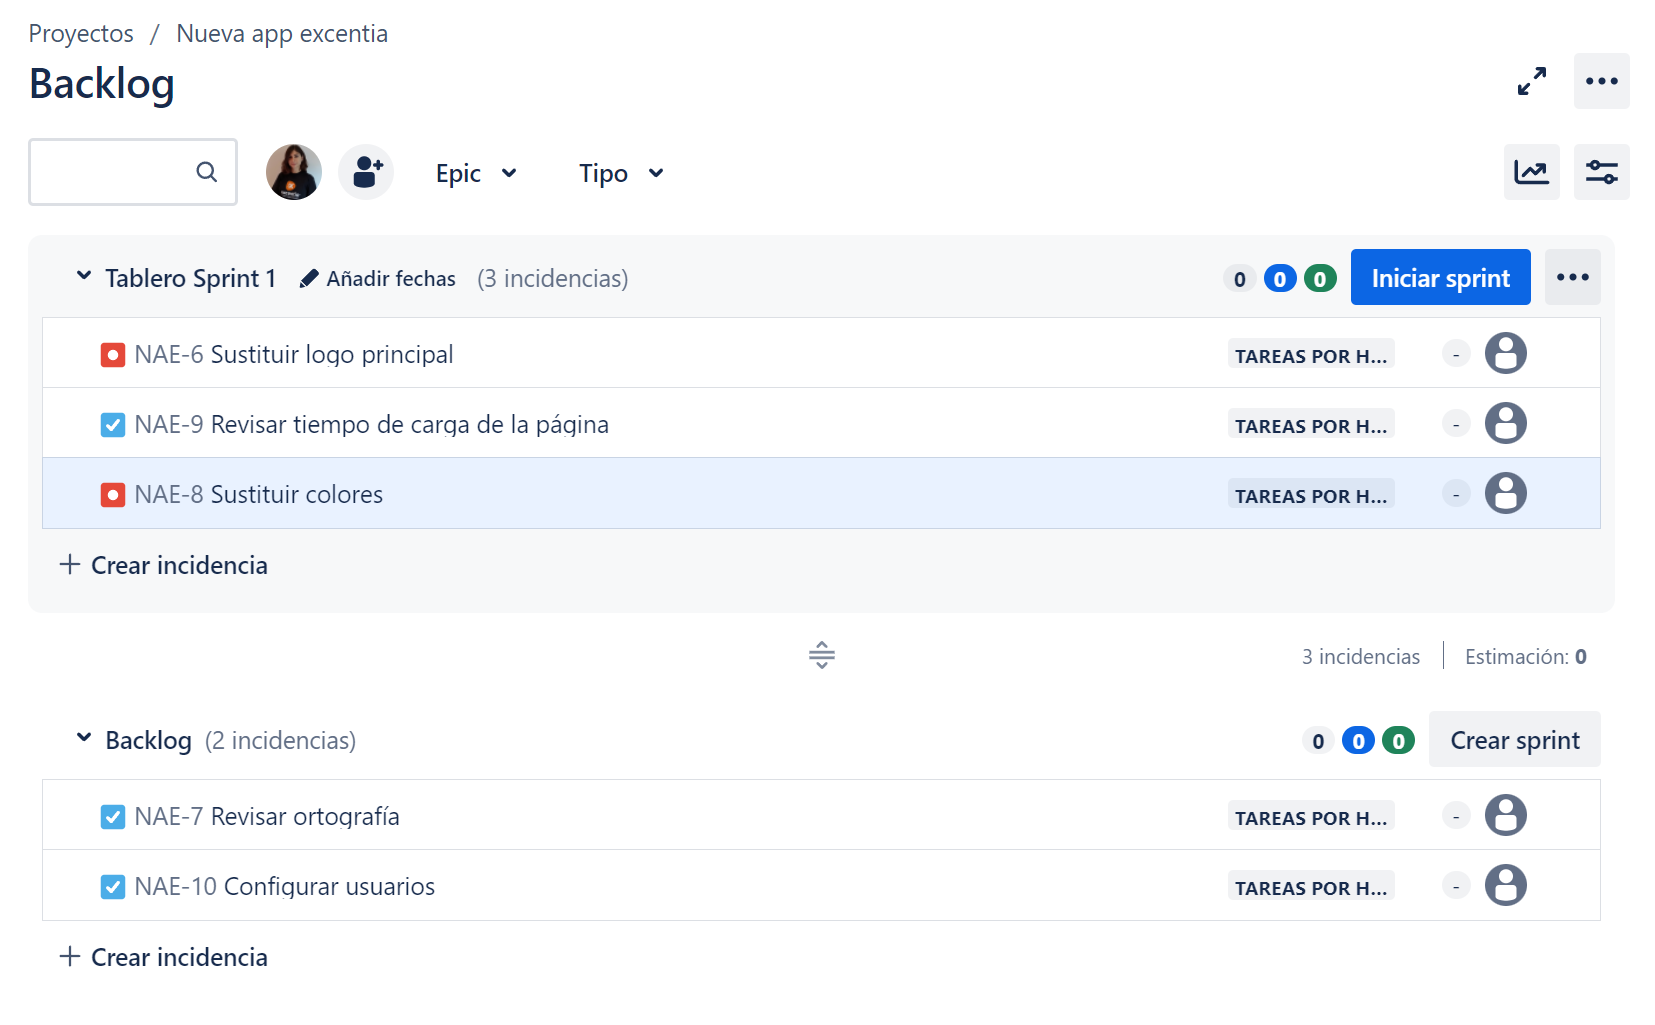 Proyectos / Nueva app excentia
Backlog
Epic Tipo
Tablero Sprint 1 Añadir fechas (3 incidencias) 0 0 0 Iniciar sprint
NAE-6 Sustituir logo principal TAREAS POR H... -
NAE-9 Revisar tiempo de carga de la página TAREAS POR H... -
NAE-8 Sustituir colores TAREAS POR H... -
Crear incidencia
3 incidencias Estimación: 0
Backlog (2 incidencias) 0 0 0 Crear sprint
NAE-7 Revisar ortografía TAREAS POR H... -
NAE-10 Configurar usuarios TAREAS POR H... -
Crear incidencia